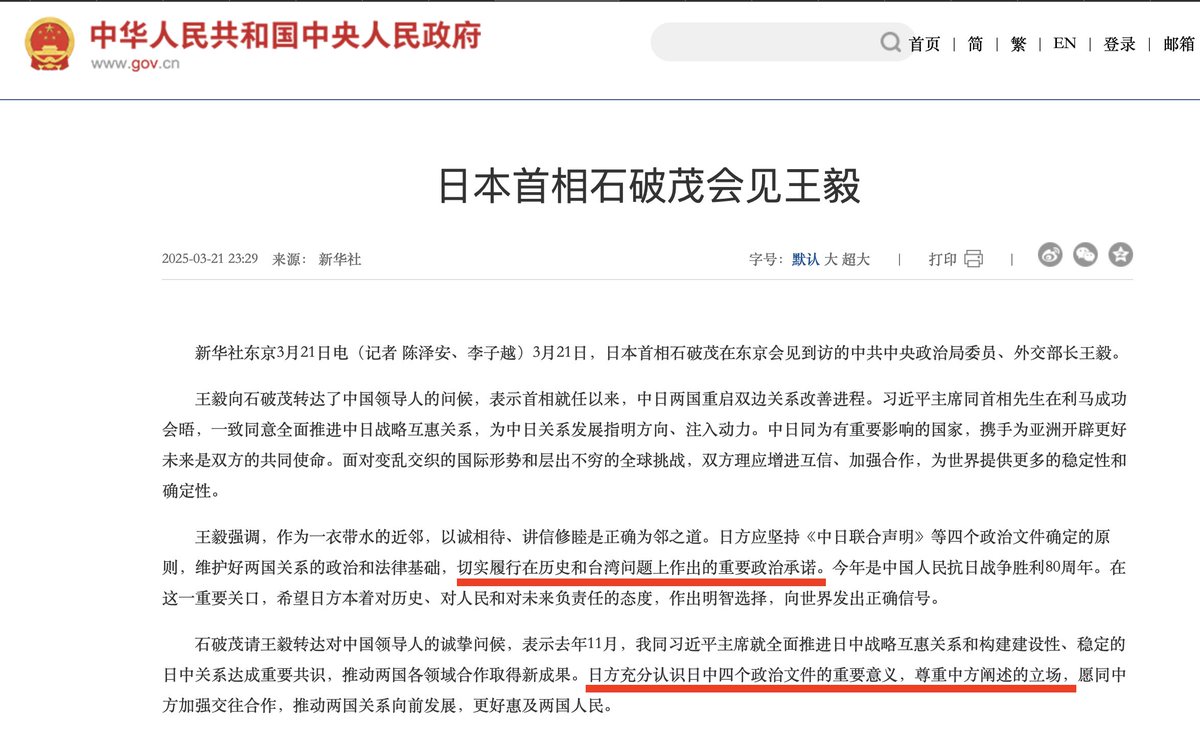 中华人民共和国中央人民政府
www.gov.cn
首页 | 简 | 繁 | EN | 登录 | 邮箱
日本首相石破茂会见王毅
2025-03-21 23:29 来源： 新华社 字号：默认 大 超大 | 打印 |
新华社东京3月21日电（记者 陈泽安、李子越）3月21日，日本首相石破茂在东京会见到访的中共中央政治局委员、外交部长王毅。
王毅向石破茂转达了中国领导人的问候，表示首相就任以来，中日两国重启双边关系改善进程。习近平主席同首相先生在利马成功
会晤，一致同意全面推进中日战略互惠关系，为中日关系发展指明方向、注入动力。中日同为有重要影响的国家，携手为亚洲开辟更好
未来是双方的共同使命。面对变乱交织的国际形势和层出不穷的全球挑战，双方理应增进互信、加强合作，为世界提供更多的稳定性和
确定性。
王毅强调，作为一衣带水的近邻，以诚相待、讲信修睦是正确为邻之道。日方应坚持《中日联合声明》等四个政治文件确定的原
则，维护好两国关系的政治和法律基础，切实履行在历史和台湾问题上作出的重要政治承诺。今年是中国人民抗日战争胜利80周年。在
这一重要关口，希望日方本着对历史、对人民和对未来负责任的态度，作出明智选择，向世界发出正确信号。
石破茂请王毅转达对中国领导人的诚挚问候，表示去年11月，我同习近平主席就全面推进日中战略互惠关系和构建建设性、稳定的
日中关系达成重要共识，推动两国各领域合作取得新成果。日方充分认识日中四个政治文件的重要意义，尊重中方阐述的立场，愿同中
方加强交往合作，推动两国关系向前发展，更好惠及两国人民。